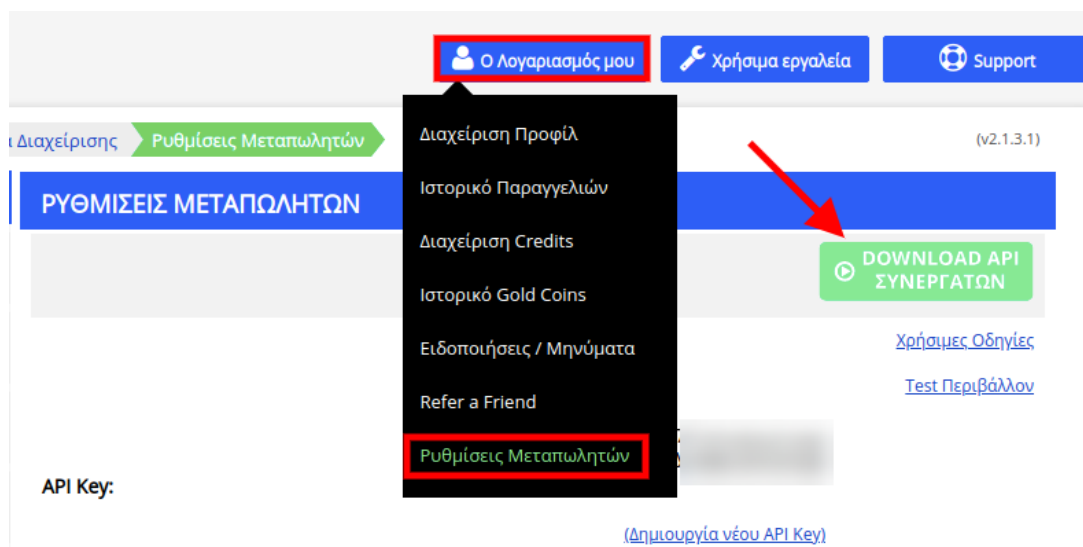 Ο Λογαριασμός μου
Χρήσιμα εργαλεία
Support
Διαχείρισης
Ρυθμίσεις Μεταπωλητών
(v2.1.3.1)
ΡΥΘΜΙΣΕΙΣ ΜΕΤΑΠΩΛΗΤΩΝ
Διαχείριση Προφίλ
Ιστορικό Παραγγελιών
Διαχείριση Credits
Ιστορικό Gold Coins
Ειδοποιήσεις / Μηνύματα
Refer a Friend
Ρυθμίσεις Μεταπωλητών
DOWNLOAD API
ΣΥΝΕΡΓΑΤΩΝ
Χρήσιμες Οδηγίες
Test Περιβάλλον
API Key:
(Δημιουργία νέου API Key)